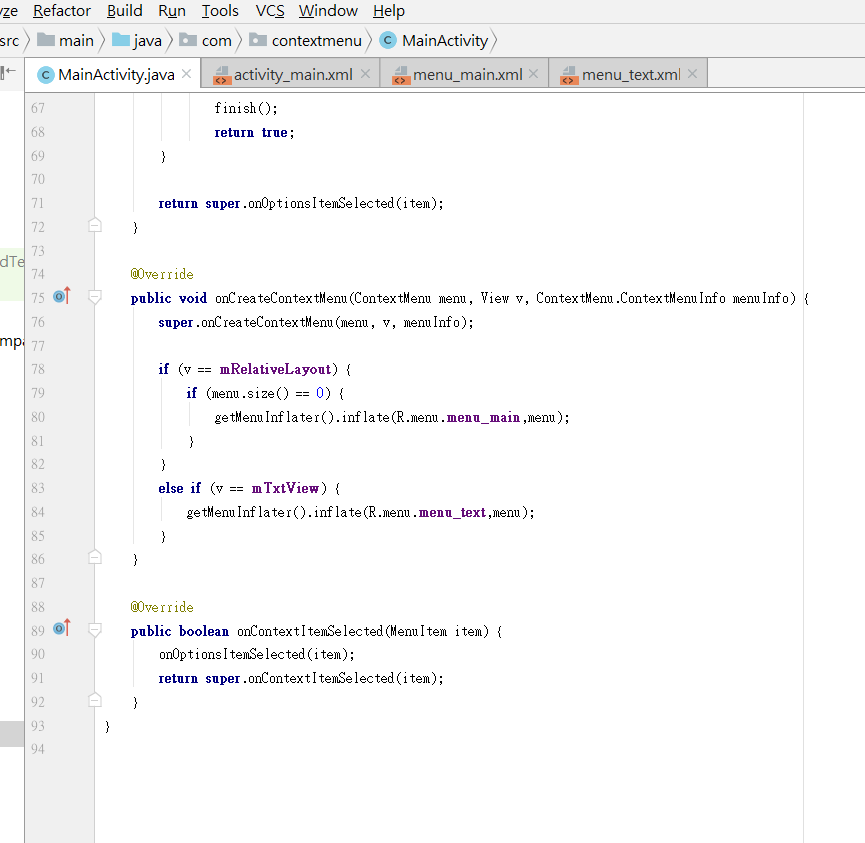 yze Refactor Build Run Tools VCS Window Help
src main java com contextmenu MainActivity
MainActivity.java activity_main.xml menu_main.xml menu_text.xml
67 finish();
68 return true;
69 }
70
71 return super.onOptionsItemSelected(item);
72 }
73
dTe
74 @Override
75 public void onCreateContextMenu(ContextMenu menu, View v, ContextMenu.ContextMenuInfo menuInfo) {
76 super.onCreateContextMenu(menu, v, menuInfo);
mpa
77
78 if (v == mRelativeLayout) {
79 if (menu.size() == 0) {
80 getMenuInflater().inflate(R.menu.menu_main,menu);
81 }
82 }
83 else if (v == mTxtView) {
84 getMenuInflater().inflate(R.menu.menu_text,menu);
85 }
86 }
87
88 @Override
89 public boolean onContextItemSelected(MenuItem item) {
90 onOptionsItemSelected(item);
91 return super.onContextItemSelected(item);
92 }
93 }
94